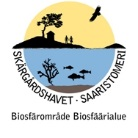 SKÄRGÅRDSHAVET - SAARISTOMERI
Biosfärområde Biosfäärialue